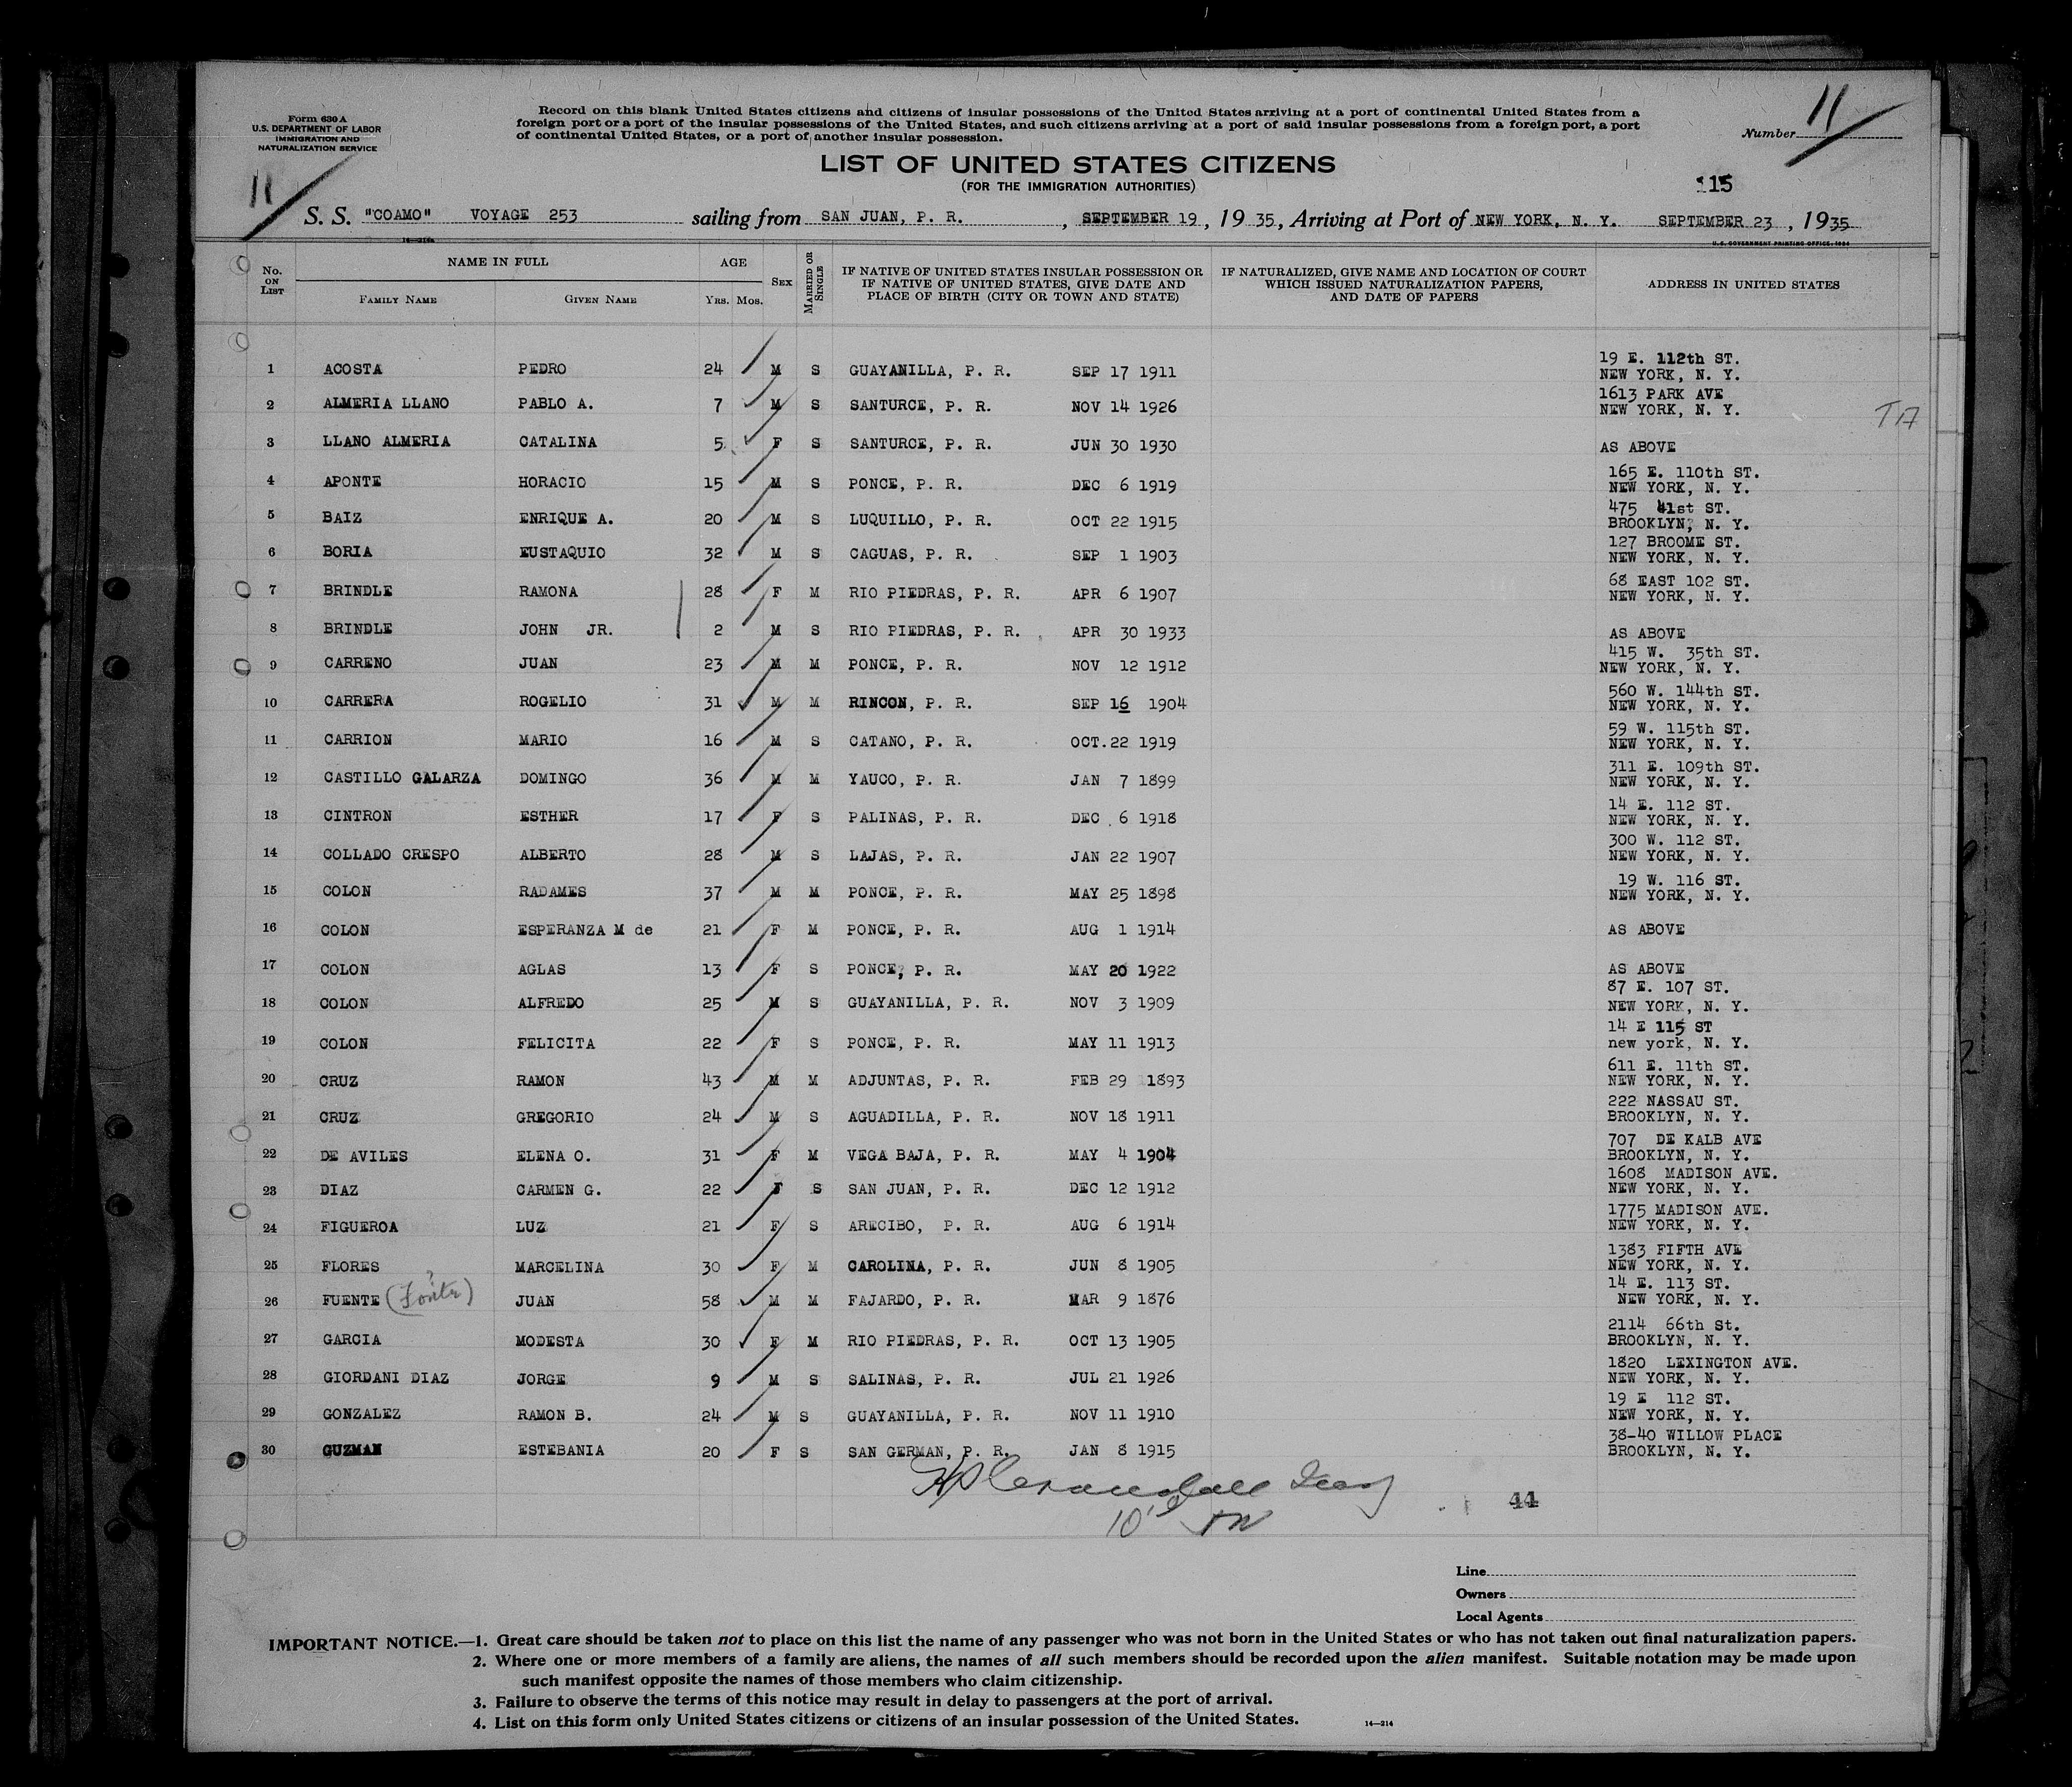 Form 630 A
U.S. DEPARTMENT OF LABOR
IMMIGRATION AND
NATURALIZATION SERVICE
Record on this blank United States citizens and citizens of insular possessions of the United States arriving at a port of continental United States from a
foreign port or a port of the insular possessions of the United States, and such citizens arriving at a port of said insular possessions from a foreign port, a port
of continental United States, or a port of another insular possession.
Number 11
LIST OF UNITED STATES CITIZENS
(FOR THE IMMIGRATION AUTHORITIES)
115
11
S. S. "COAMO" VOYAGE 253 sailing from SAN JUAN, P. R., SEPTEMBER 19, 1935, Arriving at Port of NEW YORK, N. Y. SEPTEMBER 23, 1935
U.S. GOVERNMENT PRINTING OFFICE: 1934
No. ON LIST NAME IN FULL FAMILY NAME GIVEN NAME AGE YRS. MOS. SEX MARRIED OR SINGLE IF NATIVE OF UNITED STATES INSULAR POSSESSION OR IF NATIVE OF UNITED STATES, GIVE DATE AND PLACE OF BIRTH (CITY OR TOWN AND STATE) IF NATURALIZED, GIVE NAME AND LOCATION OF COURT WHICH ISSUED NATURALIZATION PAPERS, AND DATE OF PAPERS ADDRESS IN UNITED STATES
1 ACOSTA PEDRO 24 M S GUAYANILLA, P. R. SEP 17 1911 19 E. 112th ST. NEW YORK, N. Y.
2 ALMERIA LLANO PABLO A. 7 M S SANTURCE, P. R. NOV 14 1926 1613 PARK AVE NEW YORK, N. Y.
3 LLANO ALMERIA CATALINA 5 F S SANTURCE, P. R. JUN 30 1930 AS ABOVE
4 APONTE HORACIO 15 M S PONCE, P. R. DEC 6 1919 165 E. 110th ST. NEW YORK, N. Y.
5 BAIZ ENRIQUE A. 20 M S LUQUILLO, P. R. OCT 22 1915 475 41st ST. BROOKLYN, N. Y.
6 BORIA EUSTAQUIO 32 M S CAGUAS, P. R. SEP 1 1903 127 BROOME ST. NEW YORK, N. Y.
7 BRINDLE RAMONA 28 F M RIO PIEDRAS, P. R. APR 6 1907 68 EAST 102 ST. NEW YORK, N. Y.
8 BRINDLE JOHN JR. 2 M S RIO PIEDRAS, P. R. APR 30 1933 AS ABOVE
9 CARRENO JUAN 23 M M PONCE, P. R. NOV 12 1912 415 W. 35th ST. NEW YORK, N. Y.
10 CARRERA ROGELIO 31 M M RINCON, P. R. SEP 16 1904 560 W. 144th ST. NEW YORK, N. Y.
11 CARRION MARIO 16 M S CATANO, P. R. OCT.22 1919 59 W. 115th ST. NEW YORK, N. Y.
12 CASTILLO GALARZA DOMINGO 36 M M YAUCO, P. R. JAN 7 1899 311 E. 109th ST. NEW YORK, N. Y.
13 CINTRON ESTHER 17 F S PALINAS, P. R. DEC 6 1918 14 E. 112 ST. NEW YORK, N. Y.
14 COLLADO CRESPO ALBERTO 28 M S LAJAS, P. R. JAN 22 1907 300 W. 112 ST. NEW YORK, N. Y.
15 COLON RADAMES 37 M M PONCE, P. R. MAY 25 1898 19 W. 116 ST. NEW YORK, N. Y.
16 COLON ESPERANZA M de 21 F M PONCE, P. R. AUG 1 1914 AS ABOVE
17 COLON AGLAS 13 F S PONCE, P. R. MAY 20 1922 AS ABOVE
18 COLON ALFREDO 25 M S GUAYANILLA, P. R. NOV 3 1909 87 E. 107 ST. NEW YORK, N. Y.
19 COLON FELICITA 22 F S PONCE, P. R. MAY 11 1913 14 E 115 ST new york, N. Y.
20 CRUZ RAMON 43 M M ADJUNTAS, P. R. FEB 29 1893 611 E. 11th ST. NEW YORK, N. Y.
21 CRUZ GREGORIO 24 M S AGUADILLA, P. R. NOV 18 1911 222 NASSAU ST. BROOKLYN, N. Y.
22 DE AVILES ELENA O. 31 F M VEGA BAJA, P. R. MAY 4 1904 707 DE KALB AVE BROOKLYN, N. Y.
23 DIAZ CARMEN G. 22 F S SAN JUAN, P. R. DEC 12 1912 1608 MADISON AVE. NEW YORK, N. Y.
24 FIGUEROA LUZ 21 F S ARECIBO, P. R. AUG 6 1914 1775 MADISON AVE. NEW YORK, N. Y.
25 FLORES MARCELINA 30 F M CAROLINA, P. R. JUN 8 1905 1383 FIFTH AVE NEW YORK, N. Y.
26 FUENTE JUAN 58 M M FAJARDO, P. R. MAR 9 1876 14 E. 113 ST. NEW YORK, N. Y.
27 GARCIA MODESTA 30 F M RIO PIEDRAS, P. R. OCT 13 1905 2114 66th St. BROOKLYN, N. Y.
28 GIORDANI DIAZ JORGE 9 M S SALINAS, P. R. JUL 21 1926 1820 LEXINGTON AVE. NEW YORK, N. Y.
29 GONZALEZ RAMON B. 24 M S GUAYANILLA, P. R. NOV 11 1910 19 E 112 ST. NEW YORK, N. Y.
30 GUZMAN ESTEBANIA 20 F S SAN GERMAN, P. R. JAN 8 1915 38-40 WILLOW PLACE BROOKLYN, N. Y.
44
Line
Owners
Local Agents
IMPORTANT NOTICE.—1. Great care should be taken not to place on this list the name of any passenger who was not born in the United States or who has not taken out final naturalization papers.
2. Where one or more members of a family are aliens, the names of all such members should be recorded upon the alien manifest. Suitable notation may be made upon
such manifest opposite the names of those members who claim citizenship.
3. Failure to observe the terms of this notice may result in delay to passengers at the port of arrival.
4. List on this form only United States citizens or citizens of an insular possession of the United States.
14—214